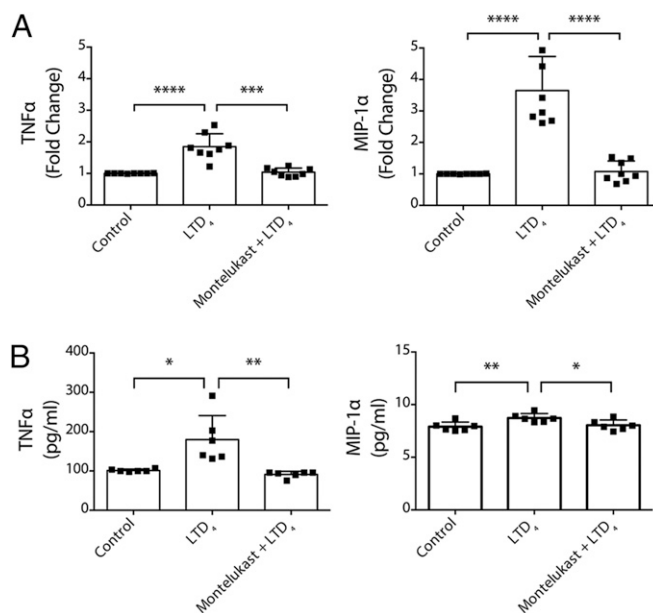 A
TNFα
(Fold Change)
5
4
3
2
1
0
****
***
Control
LTD4
Montelukast + LTD4
MIP-1α
(Fold Change)
5
4
3
2
1
0
****
****
Control
LTD4
Montelukast + LTD4
B
TNFα
(pg/ml)
400
300
200
100
0
*
**
Control
LTD4
Montelukast + LTD4
MIP-1α
(pg/ml)
15
10
5
0
**
*
Control
LTD4
Montelukast + LTD4